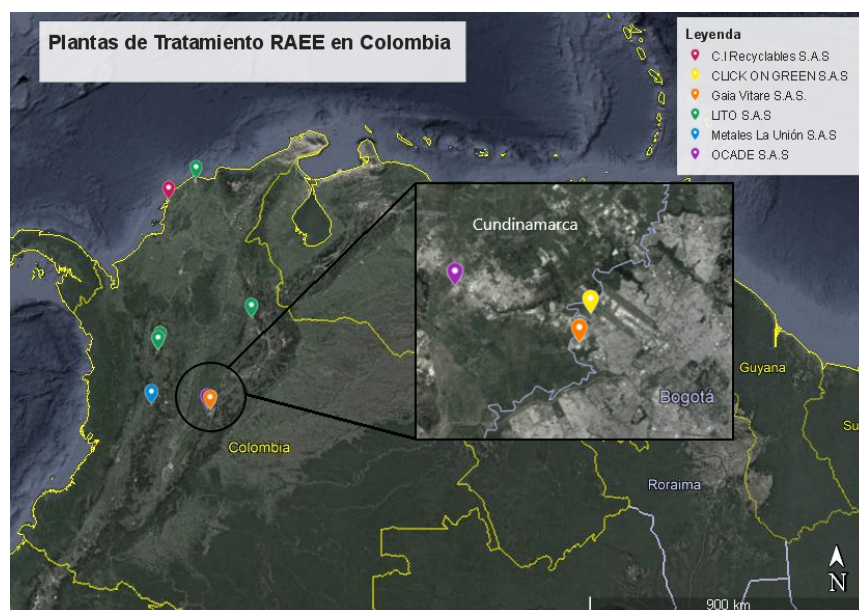 Plantas de Tratamiento RAEE en Colombia
Leyenda
C.I Recyclables S.A.S
CLICK ON GREEN S.A.S
Gaia Vitare S.A.S.
LITO S.A.S
Metales La Unión S.A.S
OCADE S.A.S
Cundinamarca
Bogotá
Guyana
Su
Colombia
Roraima
N
900 km